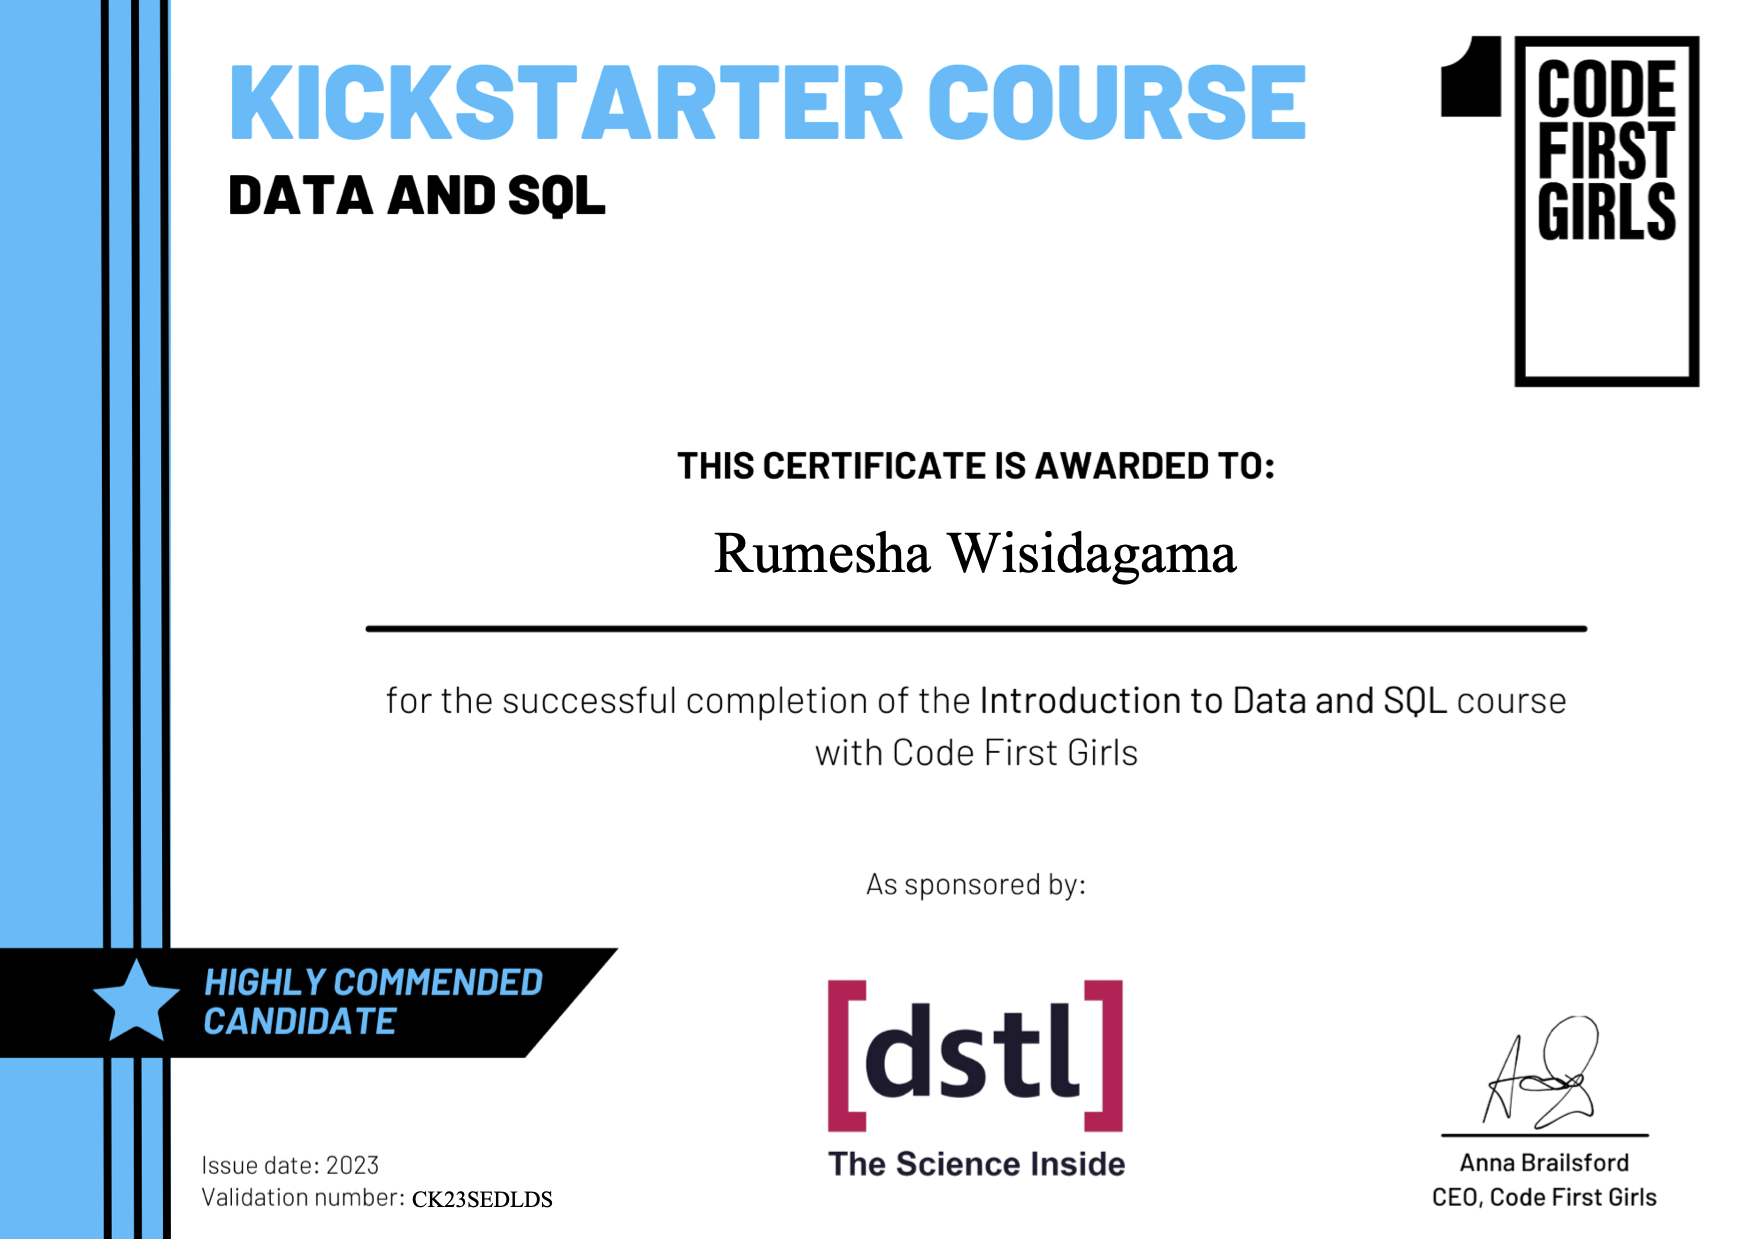 KICKSTARTER COURSE
DATA AND SQL
CODE
FIRST
GIRLS
THIS CERTIFICATE IS AWARDED TO:
Rumesha Wisidagama
for the successful completion of the Introduction to Data and SQL course
with Code First Girls
As sponsored by:
HIGHLY COMMENDED
CANDIDATE
[dstl]
The Science Inside
Issue date: 2023
Validation number: CK23SEDLDS
Anna Brailsford
CEO, Code First Girls